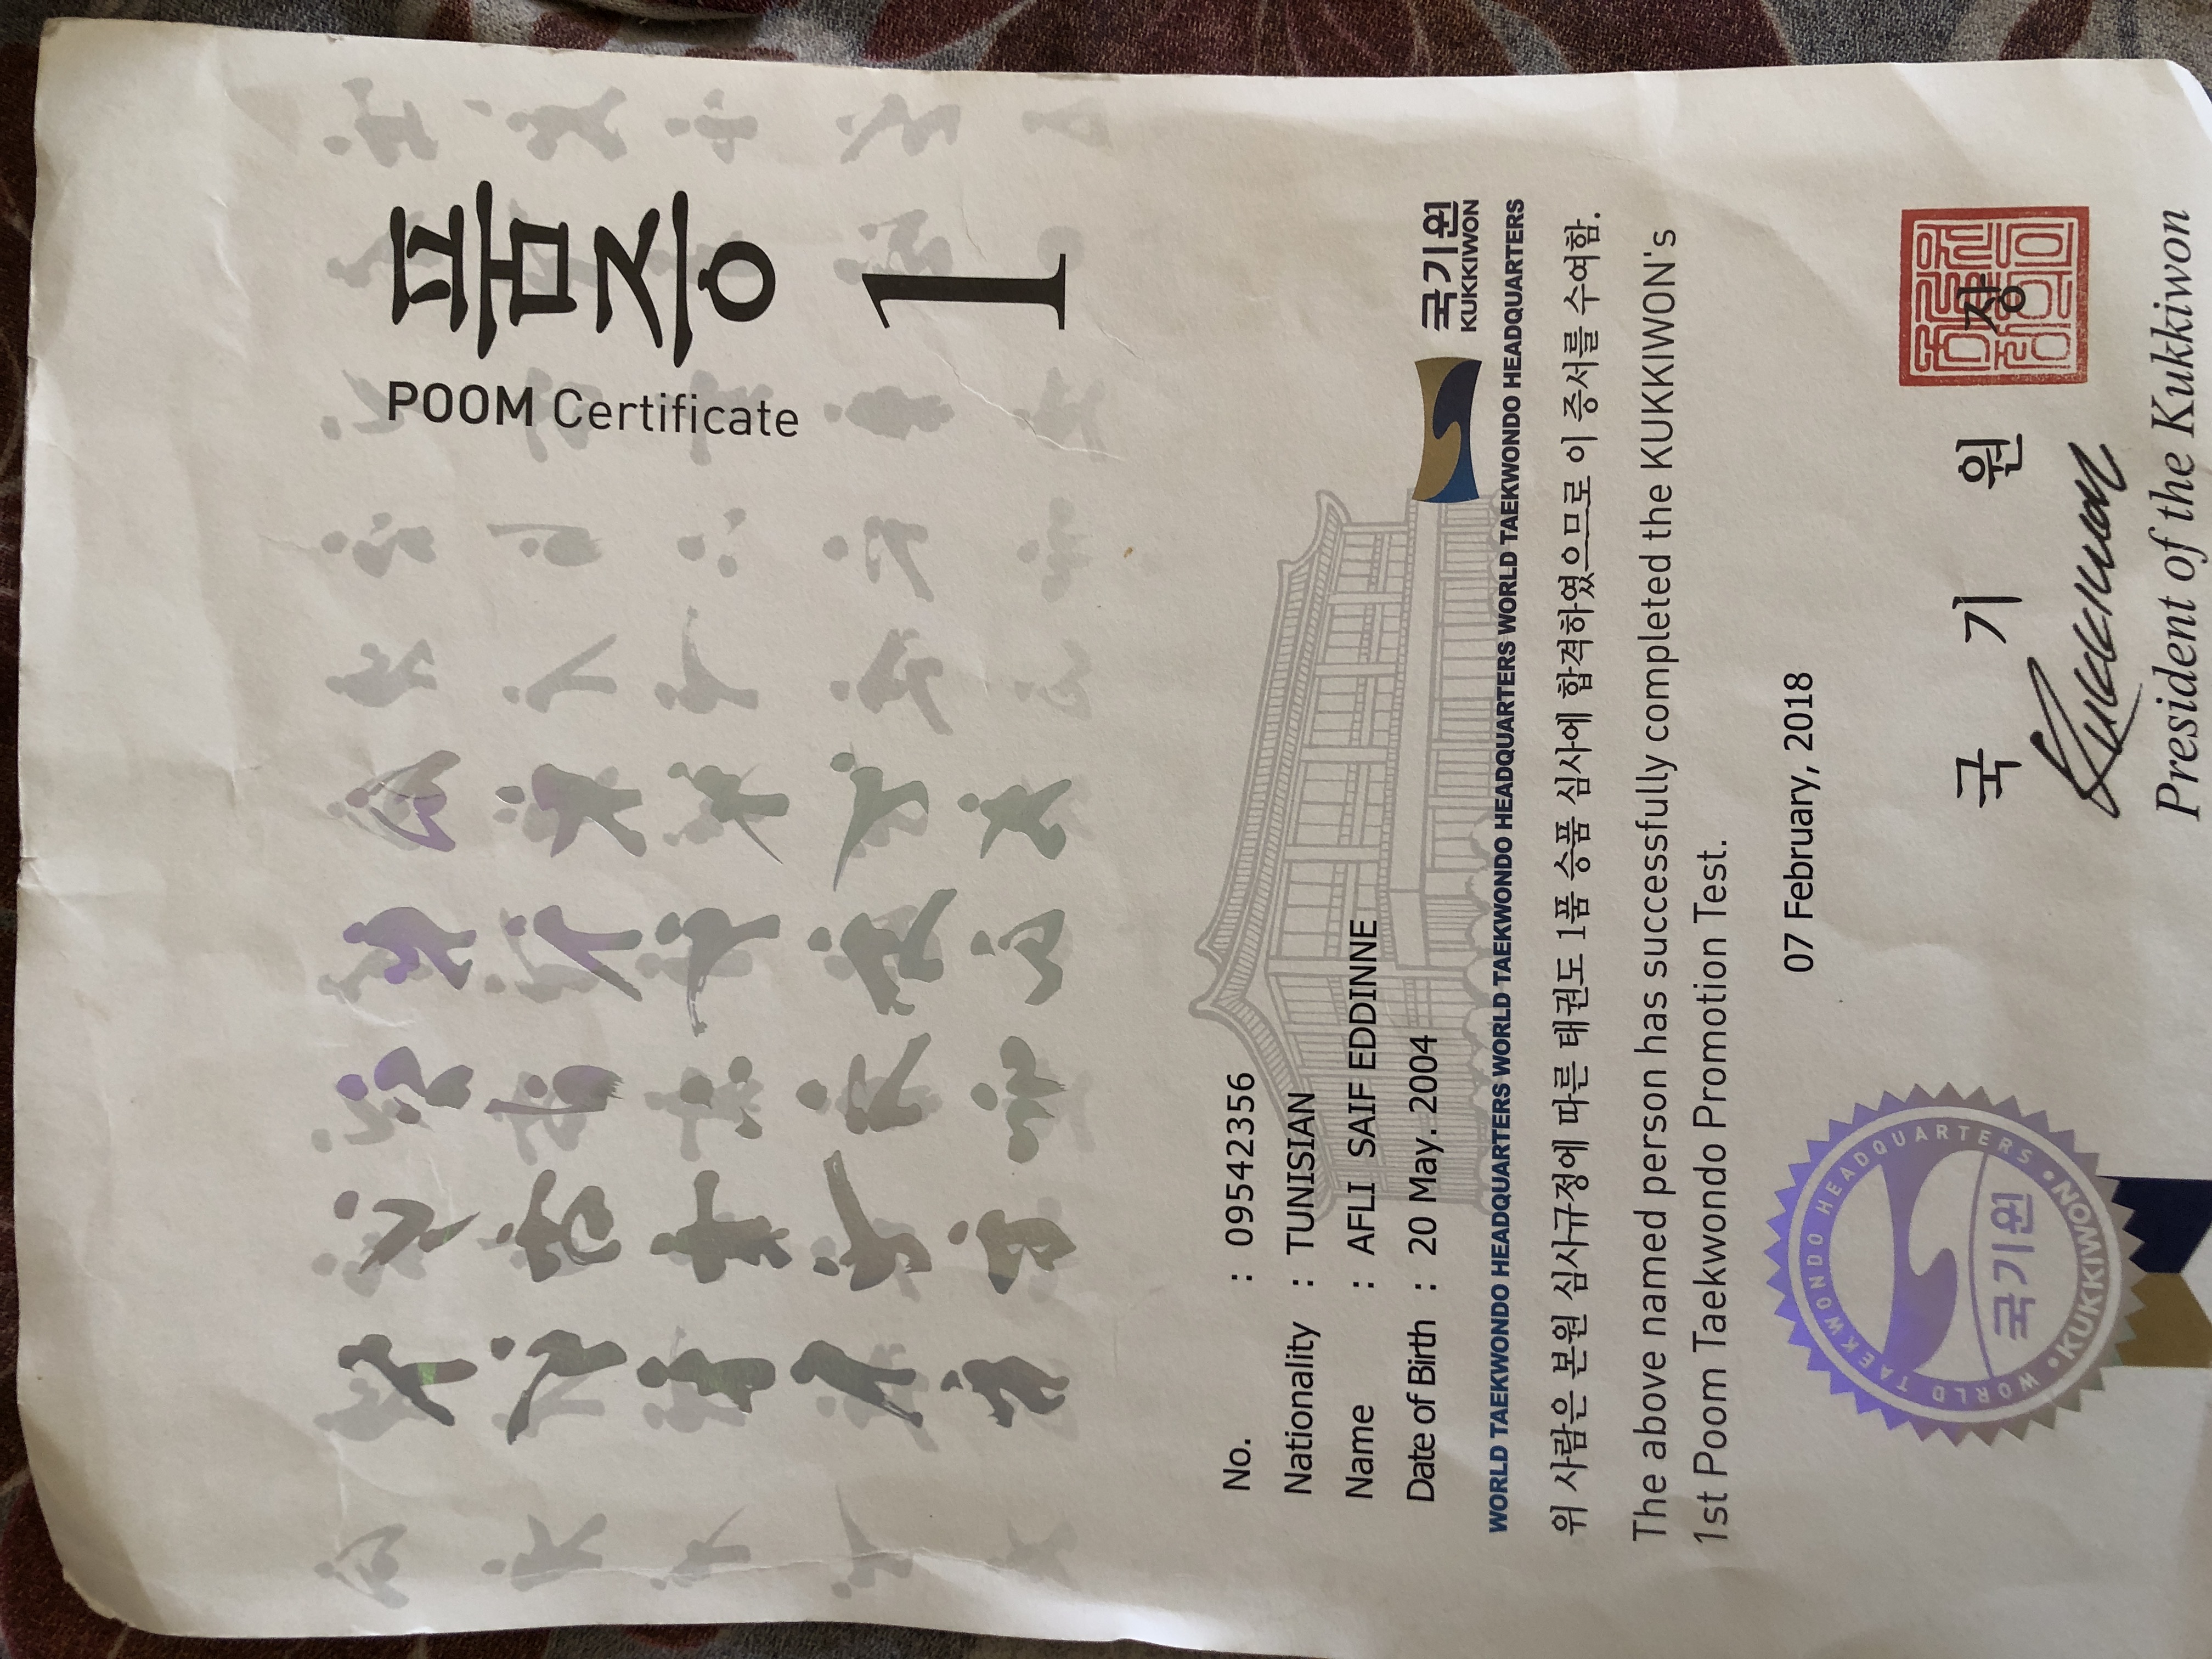 품증
POOM Certificate
1
No. : 09542356
Nationality : TUNISIAN
Name : AFLI SAIF EDDINNE
Date of Birth : 20 May. 2004
국기원
KUKKIWON
WORLD TAEKWONDO HEADQUARTERS WORLD TAEKWONDO HEADQUARTERS WORLD TAEKWONDO HEADQUARTERS WORLD TAEKWONDO HEADQUARTERS
위 사람은 본원 심사규정에 따른 태권도 1품 승품 심사에 합격하였으므로 이 증서를 수여함.
The above named person has successfully completed the KUKKIWON's
1st Poom Taekwondo Promotion Test.
07 February, 2018
국 기 원 장
Kukkiwon
President of the Kukkiwon
WORLD TAEKWONDO HEADQUARTERS • KUKKIWON •
국기원